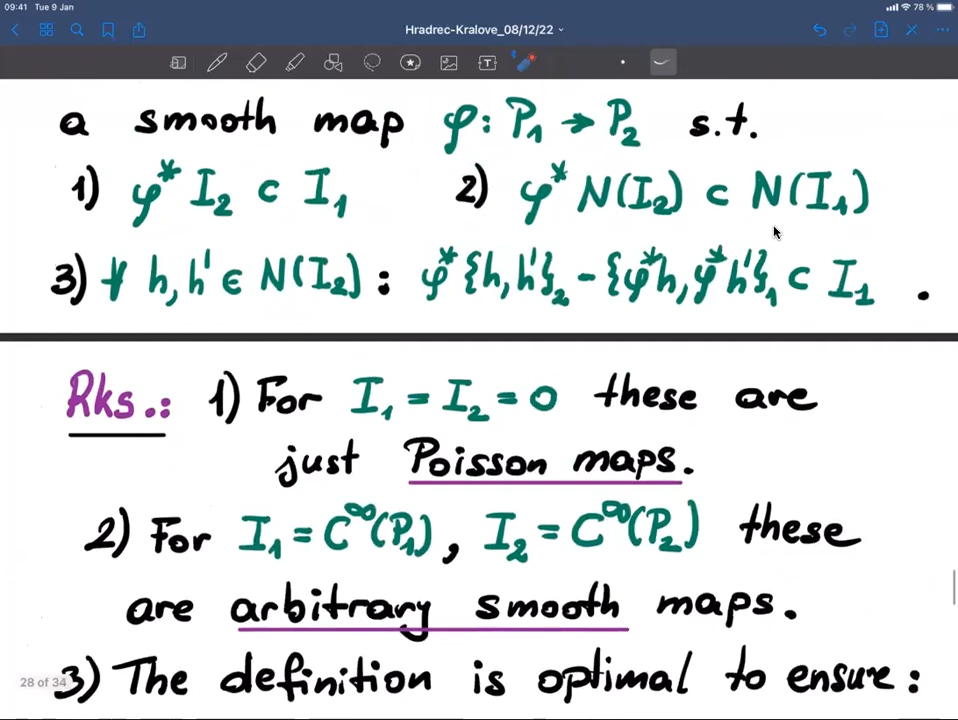 09:41 Tue 9 Jan
78 %
Hradrec-Kralove_08/12/22
a smooth map φ: P₁ → P₂ s.t.
1) φ* I₂ ⊂ I₁ 2) φ* N(I₂) ⊂ N(I₁)
3) ∀ h, h' ∈ N(I₂) : φ*{h, h'}₂ - {φ*h, φ*h'}₁ ⊂ I₁ .
Rks.: 1) For I₁ = I₂ = 0 these are
just Poisson maps.
2) For I₁ = C^∞(P₁), I₂ = C^∞(P₂) these
are arbitrary smooth maps.
28 of 34
3) The definition is optimal to ensure: